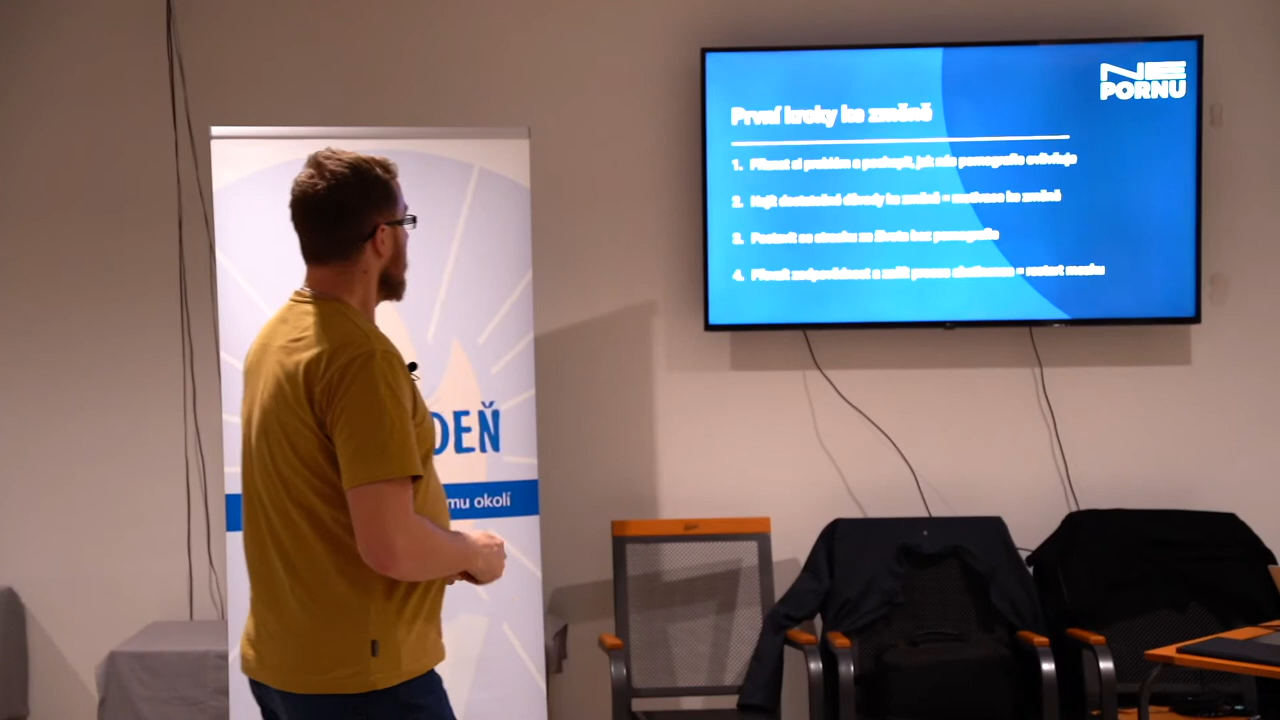 NE
PORNU
První kroky ke změně
1. Přiznat si problém a pochopit, jak nás pornografie ovlivňuje
2. Najít dostatečné důvody ke změně = motivace ke změně
3. Postavit se strachu ze života bez pornografie
4. Převzít zodpovědnost a začít proces abstinence = restart mozku
DEŇ
mu okolí